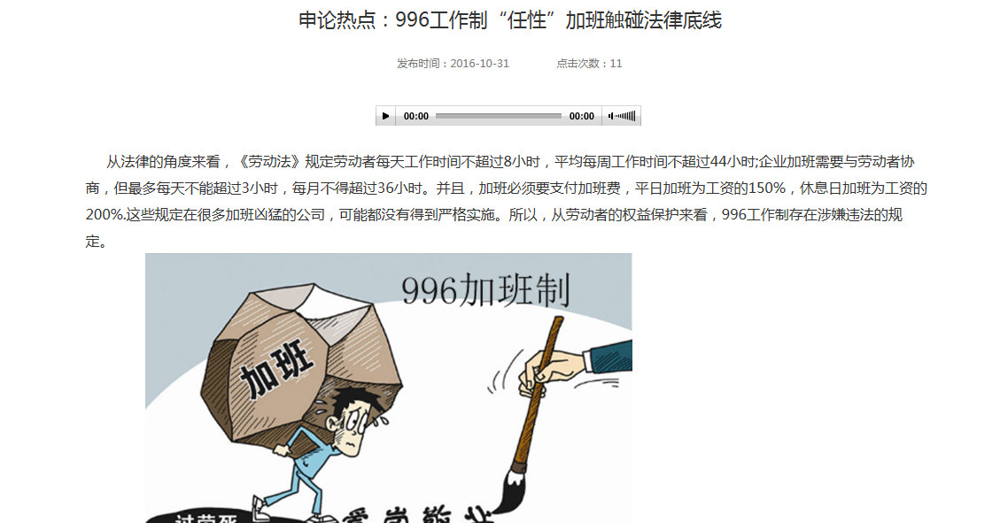 申论热点：996工作制“任性”加班触碰法律底线
发布时间：2016-10-31 点击次数：11
00:00 00:00
从法律的角度来看，《劳动法》规定劳动者每天工作时间不超过8小时，平均每周工作时间不超过44小时;企业加班需要与劳动者协
商，但最多每天不能超过3小时，每月不得超过36小时。并且，加班必须要支付加班费，平日加班为工资的150%，休息日加班为工资的
200%.这些规定在很多加班凶猛的公司，可能都没有得到严格实施。所以，从劳动者的权益保护来看，996工作制存在涉嫌违法的规
定。
996加班制
加班
过劳死
爱岗敬业